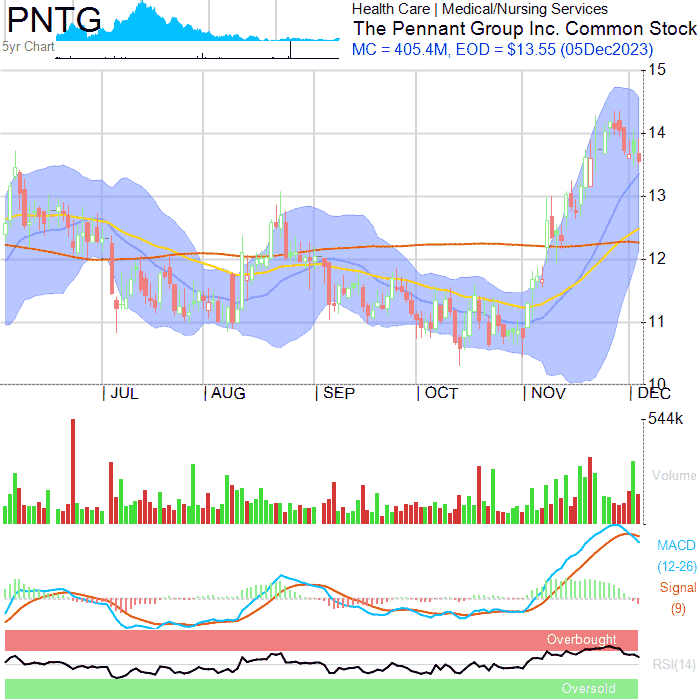 PNTG
5yr Chart
Health Care | Medical/Nursing Services
The Pennant Group Inc. Common Stock
MC = 405.4M, EOD = $13.55 (05Dec2023)
15
14
13
12
11
10
JUL AUG SEP OCT NOV DEC
544k
Volume
MACD
(12-26)
Signal
(9)
Overbought
RSI(14)
Oversold